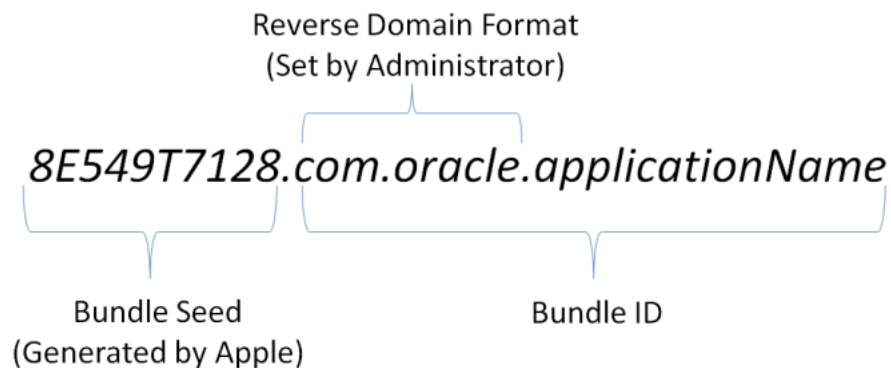 Reverse Domain Format
(Set by Administrator)
8E549T7128.com.oracle.applicationName
Bundle Seed
(Generated by Apple)
Bundle ID